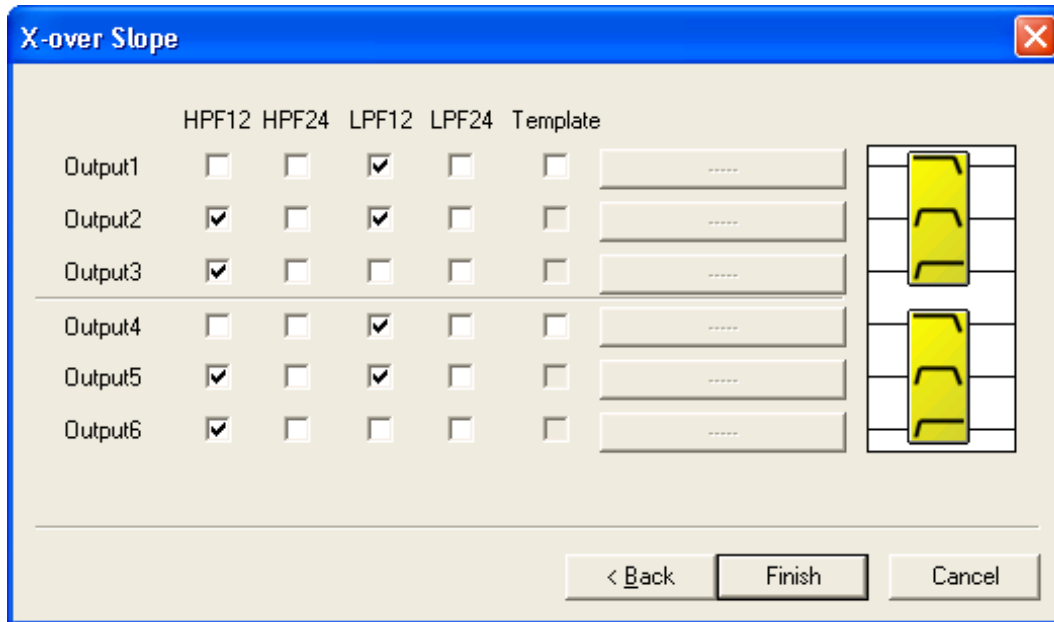 X-over Slope
HPF12 HPF24 LPF12 LPF24 Template
Output1 -----
Output2 -----
Output3 -----
Output4 -----
Output5 -----
Output6 -----
< Back Finish Cancel